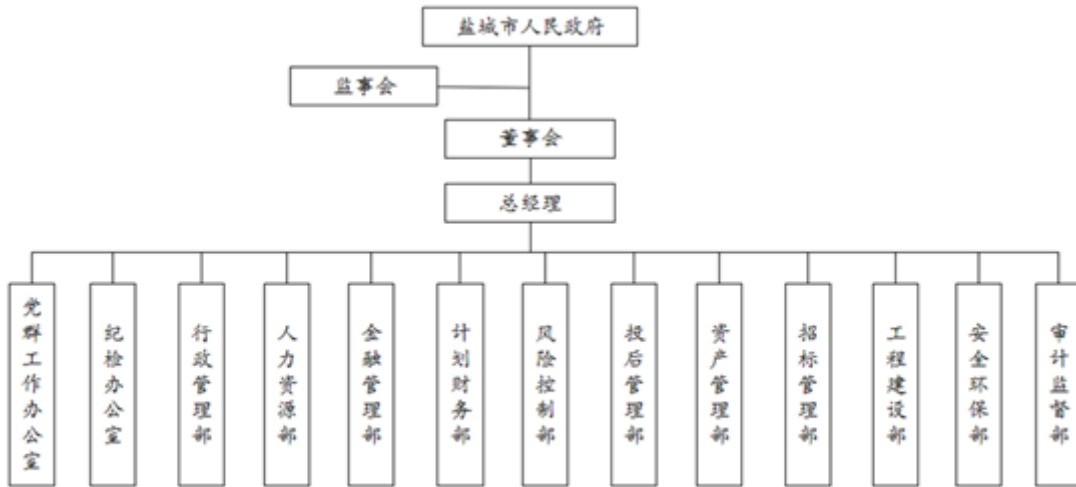 盐城市人民政府
监事会
董事会
总经理
党群工作办公室
纪检办公室
行政管理部
人力资源部
金融管理部
计划财务部
风险控制部
投后管理部
资产管理部
招标管理部
工程建设部
安全环保部
审计监督部